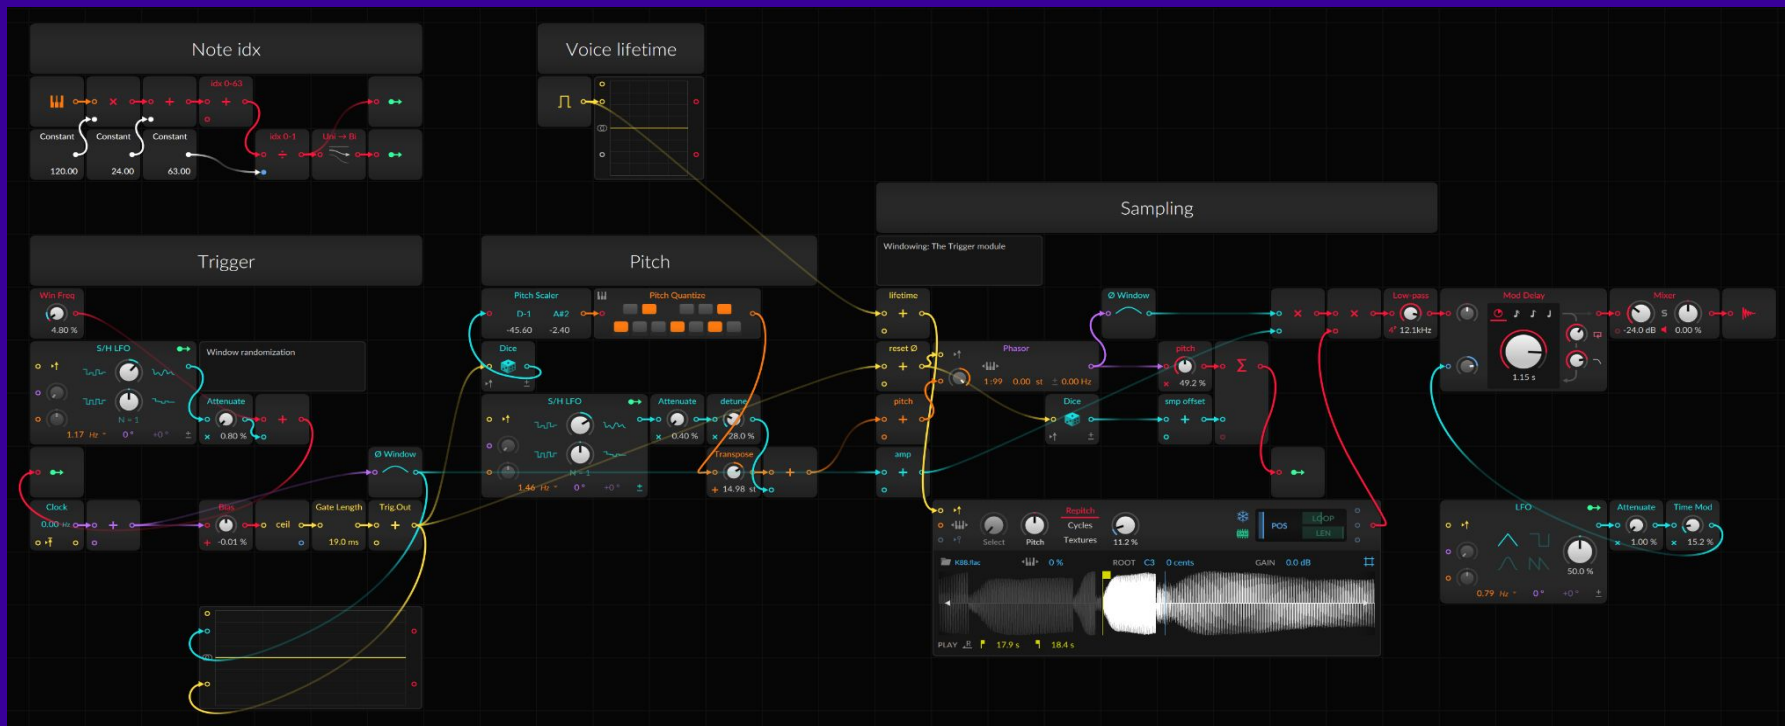 Note idx
Voice lifetime
idx 0-63
Constant
Constant
Constant
120.00
24.00
63.00
idx 0-1
Uni → Bi
Sampling
Windowing: The Trigger module
Trigger
Pitch
Win Freq
4.80 %
S/H LFO
N ~ 1
1.17 Hz
0 °
+0 °
±
Window randomization
Attenuate
× 0.80 %
Ø Window
Clock
0.00 Hz
Bias
+ -0.01 %
ceil
Gate Length
19.0 ms
Trig.Out
Pitch Scaler
D-1 A#2
-45.60 -2.40
Pitch Quantize
Dice
±
S/H LFO
N ~ 1
1.46 Hz
0 °
+0 °
±
Attenuate
× 0.40 %
detune
× 28.0 %
Transpose
+ 14.98 st
lifetime
reset Ø
pitch
amp
Phasor
1:99 0.00 st ± 0.00 Hz
Ø Window
Dice
±
pitch
× 49.2 %
Σ
smp offset
Low-pass
12.1kHz
Mod Delay
1.15 s
Mixer
-24.0 dB
S
0.00 %
Select
Pitch
Repitch
Cycles
Textures
11.2 %
POS
LOOP
LEN
K88.flac
0 %
ROOT C3 0 cents
GAIN 0.0 dB
PLAY R 17.9 s 18.4 s
LFO
50.0 %
0.79 Hz
0 °
+0 °
±
Attenuate
× 1.00 %
Time Mod
× 15.2 %